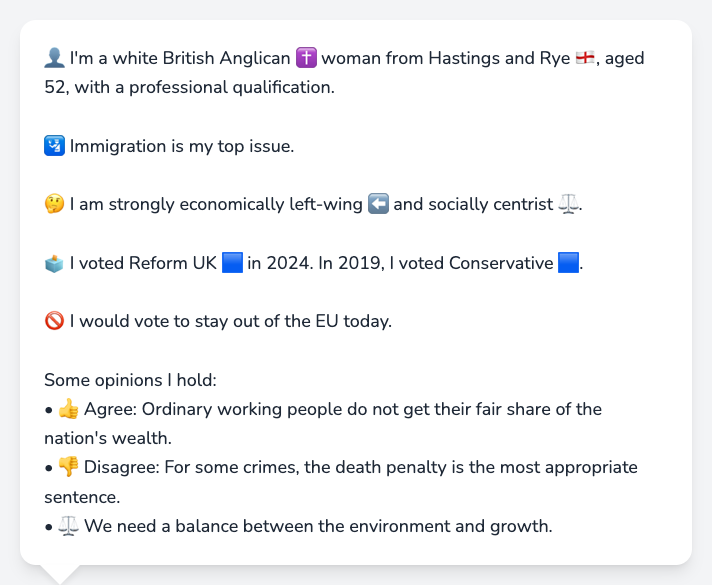 👤 I'm a white British Anglican ✝️ woman from Hastings and Rye 🏴󠁧󠁢󠁥󠁮󠁧󠁿, aged
52, with a professional qualification.
🛂 Immigration is my top issue.
🤔 I am strongly economically left-wing ⬅️ and socially centrist ⚖️.
🗳️ I voted Reform UK 🟦 in 2024. In 2019, I voted Conservative 🟦.
🚫 I would vote to stay out of the EU today.
Some opinions I hold:
• 👍 Agree: Ordinary working people do not get their fair share of the
nation's wealth.
• 👎 Disagree: For some crimes, the death penalty is the most appropriate
sentence.
• ⚖️ We need a balance between the environment and growth.